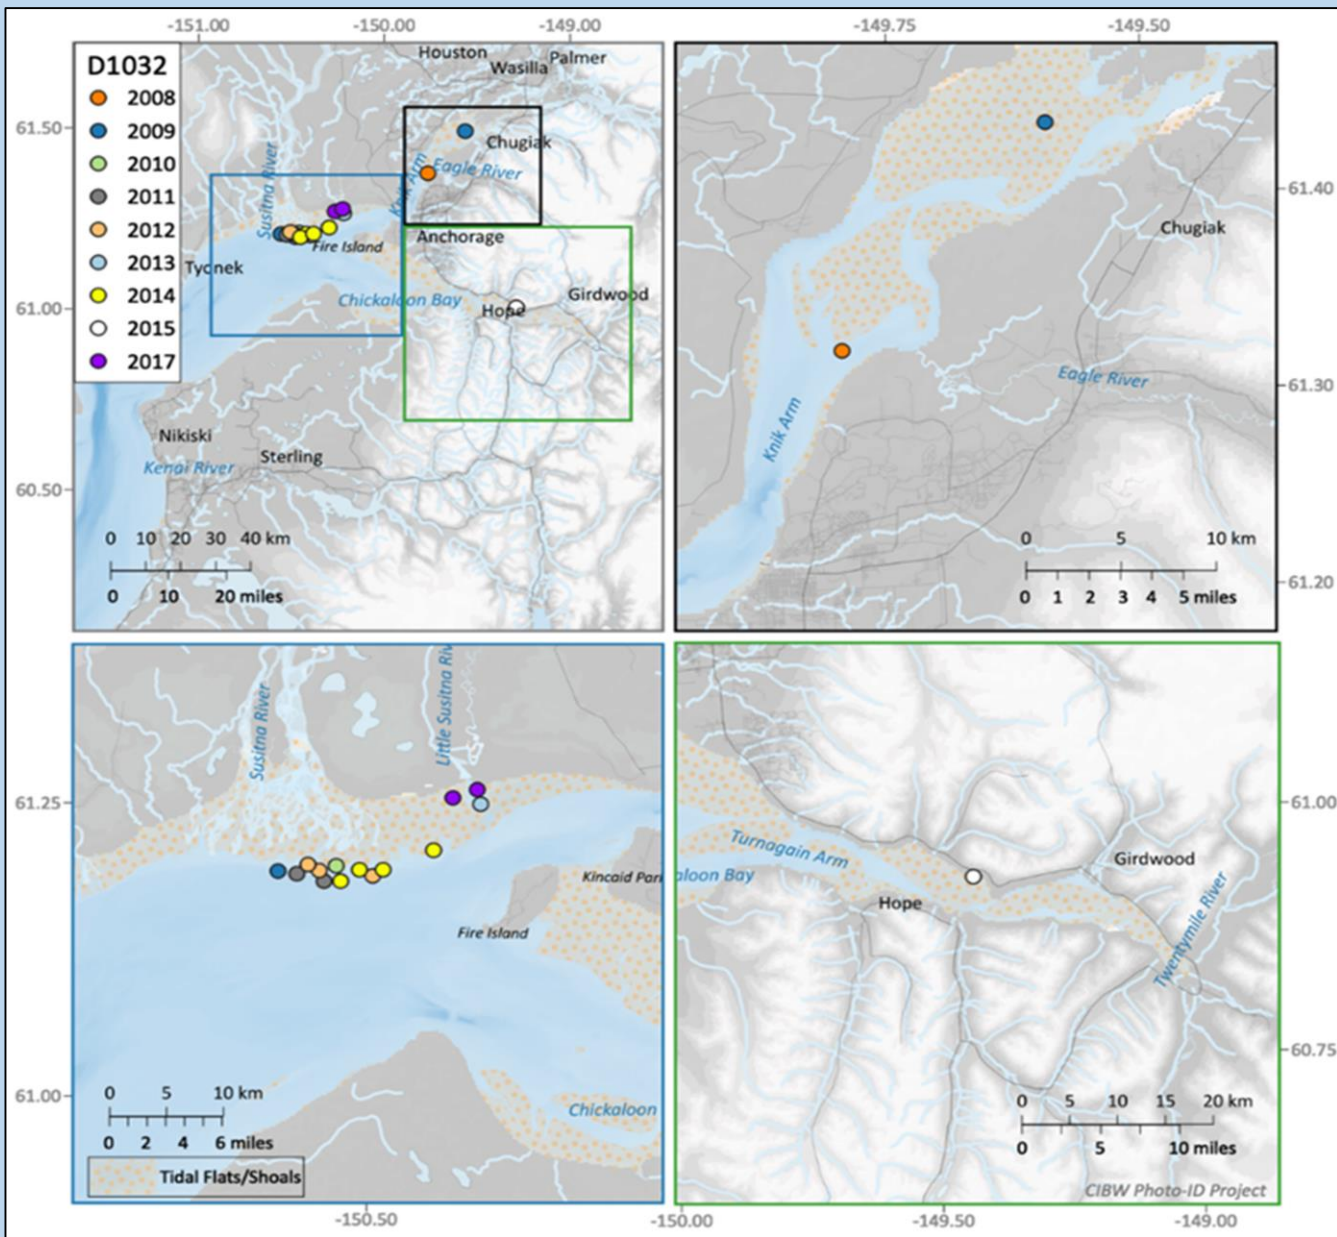 -151.00 -150.00 -149.00 -149.75 -149.50
D1032
2008
2009
2010
2011
2012
2013
2014
2015
2017
61.50
61.00
60.50
Houston
Palmer
Wasilla
Chugiak
Eagle River
Knik Arm
Susitna River
Anchorage
Fire Island
Tyonek
Chickaloon Bay
Girdwood
Hope
Nikiski
Sterling
Kenai River
0 10 20 30 40 km
0 10 20 miles
61.40
61.30
61.20
Chugiak
Eagle River
Knik Arm
0 5 10 km
0 1 2 3 4 5 miles
61.25
61.00
Susitna River
Little Susitna Riv
Kincaid Park
Fire Island
Chickaloon
0 5 10 km
0 2 4 6 miles
Tidal Flats/Shoals
61.00
60.75
Turnagain Arm
aloon Bay
Girdwood
Hope
Twentymile River
0 5 10 15 20 km
0 5 10 miles
CIBW Photo-ID Project
-150.50 -150.00 -149.50 -149.00